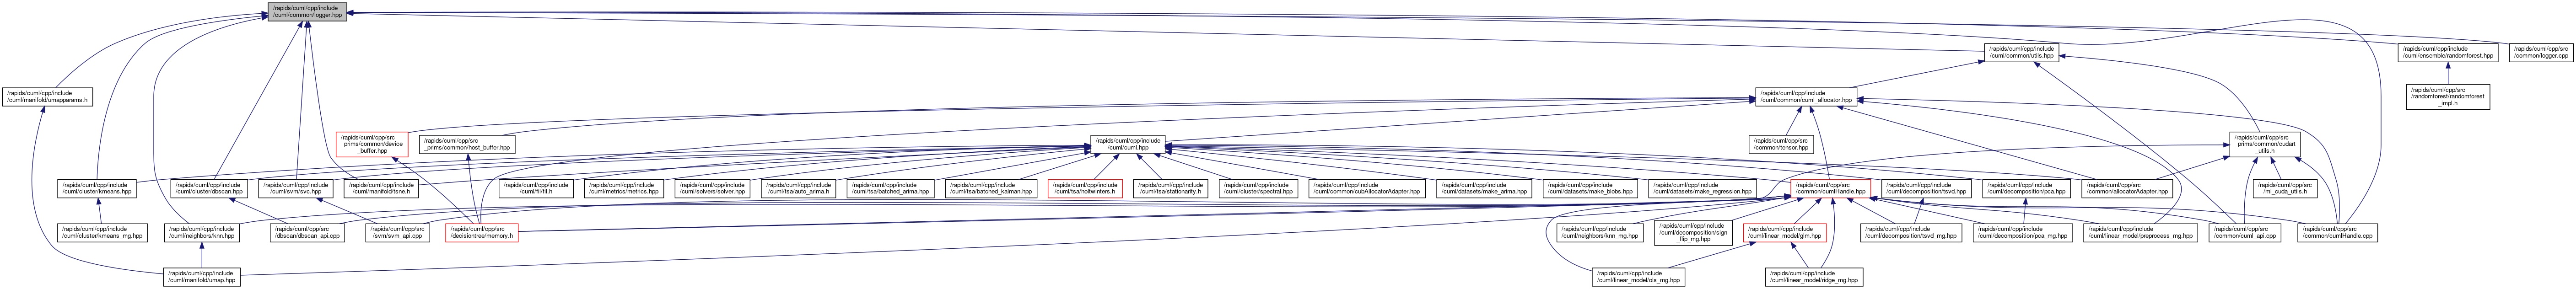 /rapids/cuml/cpp/include
/cuml/common/logger.hpp
/rapids/cuml/cpp/include
/cuml/common/utils.hpp
/rapids/cuml/cpp/include
/cuml/ensemble/randomforest.hpp
/rapids/cuml/cpp/src
/common/logger.cpp
/rapids/cuml/cpp/include
/cuml/manifold/umapparams.h
/rapids/cuml/cpp/include
/cuml/common/cuml_allocator.hpp
/rapids/cuml/cpp/src
/randomforest/randomforest
_impl.h
/rapids/cuml/cpp/src
_prims/common/device
_buffer.hpp
/rapids/cuml/cpp/src
_prims/common/host_buffer.hpp
/rapids/cuml/cpp/include
/cuml/cuml.hpp
/rapids/cuml/cpp/src
/common/tensor.hpp
/rapids/cuml/cpp/src
_prims/common/cudart
_utils.h
/rapids/cuml/cpp/include
/cuml/cluster/kmeans.hpp
/rapids/cuml/cpp/include
/cuml/cluster/dbscan.hpp
/rapids/cuml/cpp/include
/cuml/svm/svc.hpp
/rapids/cuml/cpp/include
/cuml/manifold/tsne.h
/rapids/cuml/cpp/include
/cuml/fil/fil.h
/rapids/cuml/cpp/include
/cuml/metrics/metrics.hpp
/rapids/cuml/cpp/include
/cuml/solvers/solver.hpp
/rapids/cuml/cpp/include
/cuml/tsa/auto_arima.h
/rapids/cuml/cpp/include
/cuml/tsa/batched_arima.hpp
/rapids/cuml/cpp/include
/cuml/tsa/batched_kalman.hpp
/rapids/cuml/cpp/include
/cuml/tsa/holtwinters.h
/rapids/cuml/cpp/include
/cuml/tsa/stationarity.h
/rapids/cuml/cpp/include
/cuml/cluster/spectral.hpp
/rapids/cuml/cpp/include
/cuml/common/cubAllocatorAdapter.hpp
/rapids/cuml/cpp/include
/cuml/datasets/make_arima.hpp
/rapids/cuml/cpp/include
/cuml/datasets/make_blobs.hpp
/rapids/cuml/cpp/include
/cuml/datasets/make_regression.hpp
/rapids/cuml/cpp/src
/common/cumlHandle.hpp
/rapids/cuml/cpp/include
/cuml/decomposition/tsvd.hpp
/rapids/cuml/cpp/include
/cuml/decomposition/pca.hpp
/rapids/cuml/cpp/src
/common/allocatorAdapter.hpp
/rapids/cuml/cpp/src
/ml_cuda_utils.h
/rapids/cuml/cpp/include
/cuml/cluster/kmeans_mg.hpp
/rapids/cuml/cpp/include
/cuml/neighbors/knn.hpp
/rapids/cuml/cpp/src
/dbscan/dbscan_api.cpp
/rapids/cuml/cpp/src
/svm/svm_api.cpp
/rapids/cuml/cpp/src
/decisiontree/memory.h
/rapids/cuml/cpp/include
/cuml/neighbors/knn_mg.hpp
/rapids/cuml/cpp/include
/cuml/decomposition/sign
_flip_mg.hpp
/rapids/cuml/cpp/include
/cuml/linear_model/glm.hpp
/rapids/cuml/cpp/include
/cuml/decomposition/tsvd_mg.hpp
/rapids/cuml/cpp/include
/cuml/decomposition/pca_mg.hpp
/rapids/cuml/cpp/include
/cuml/linear_model/preprocess_mg.hpp
/rapids/cuml/cpp/src
/common/cuml_api.cpp
/rapids/cuml/cpp/src
/common/cumlHandle.cpp
/rapids/cuml/cpp/include
/cuml/manifold/umap.hpp
/rapids/cuml/cpp/include
/cuml/linear_model/ols_mg.hpp
/rapids/cuml/cpp/include
/cuml/linear_model/ridge_mg.hpp